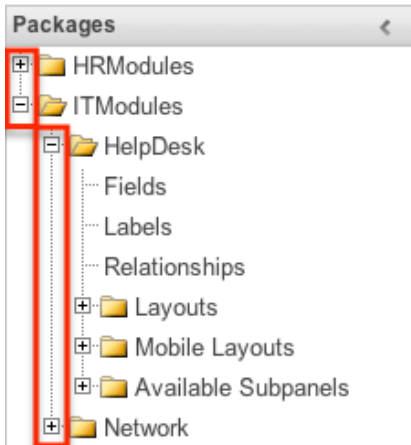 Packages
HRModules
ITModules
HelpDesk
Fields
Labels
Relationships
Layouts
Mobile Layouts
Available Subpanels
Network